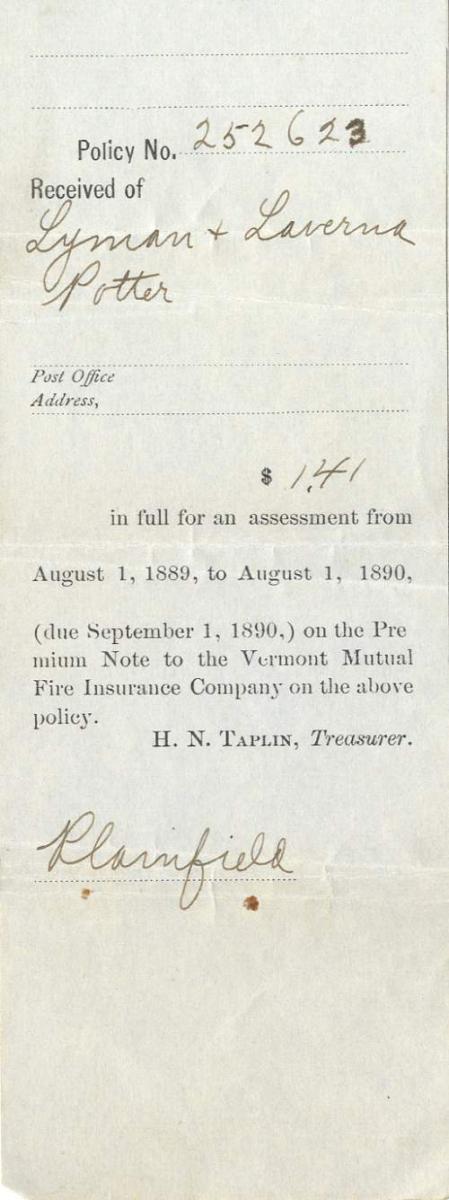 Policy No. 252623
Received of
Lyman + Laverna
Potter
Post Office
Address,
$ 1.41
in full for an assessment from
August 1, 1889, to August 1, 1890,
(due September 1, 1890,) on the Pre
mium Note to the Vermont Mutual
Fire Insurance Company on the above
policy.
H. N. Taplin, Treasurer.
Plainfield